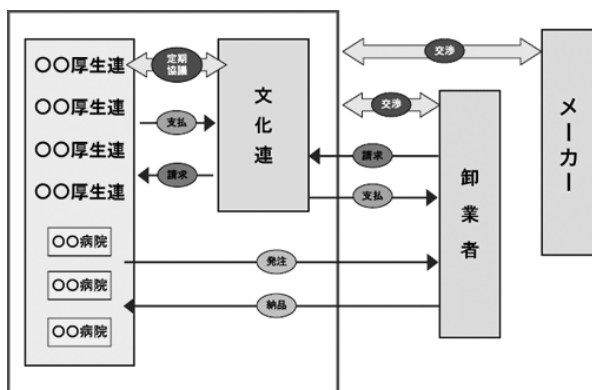 〇〇厚生連
〇〇厚生連
〇〇厚生連
〇〇厚生連
〇〇病院
〇〇病院
〇〇病院
定期
協議
支払
請求
文化連
交渉
交渉
請求
支払
発注
納品
卸業者
メーカー